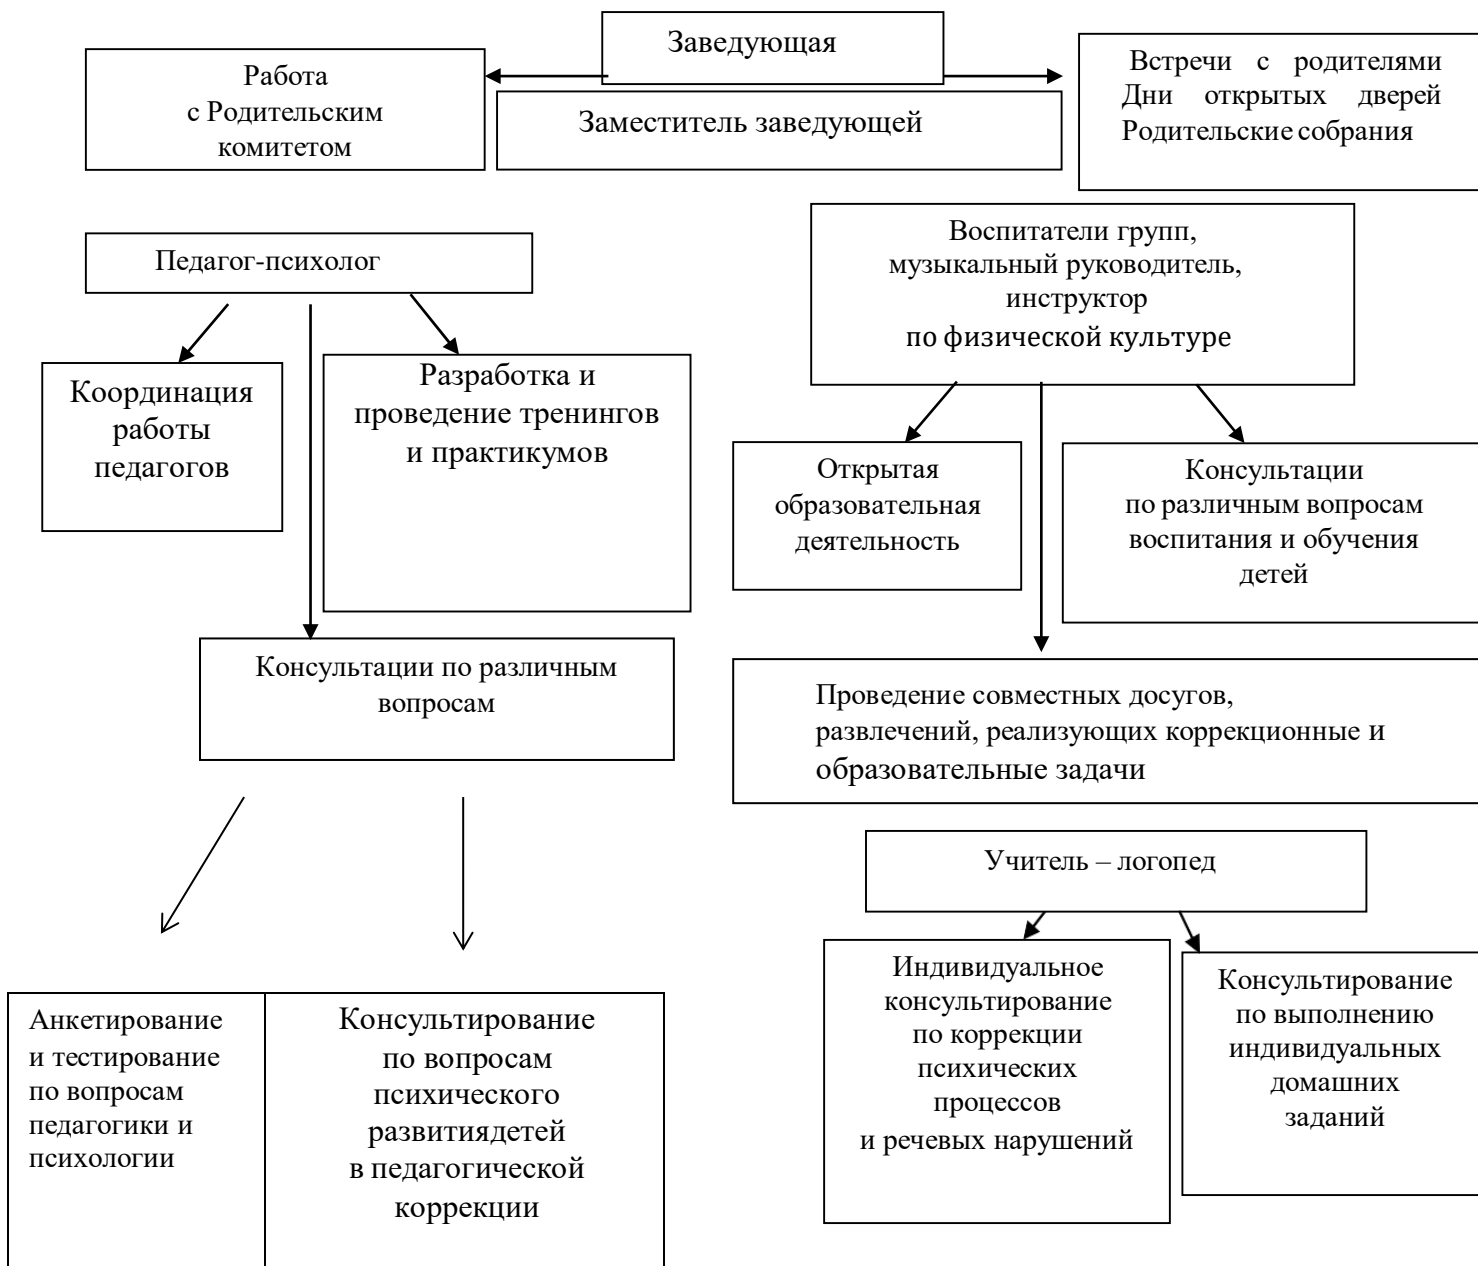 Заведующая
Работа
с Родительским
комитетом
Заместитель заведующей
Встречи с родителями
Дни открытых дверей
Родительские собрания
Педагог-психолог
Координация
работы
педагогов
Разработка и
проведение тренингов
и практикумов
Консультации по различным
вопросам
Анкетирование
и тестирование
по вопросам
педагогики и
психологии
Консультирование
по вопросам
психического
развитиядетей
в педагогической
коррекции
Воспитатели групп,
музыкальный руководитель,
инструктор
по физической культуре
Открытая
образовательная
деятельность
Консультации
по различным вопросам
воспитания и обучения
детей
Проведение совместных досугов,
развлечений, реализующих коррекционные и
образовательные задачи
Учитель – логопед
Индивидуальное
консультирование
по коррекции
психических
процессов
и речевых нарушений
Консультирование
по выполнению
индивидуальных
домашних
заданий